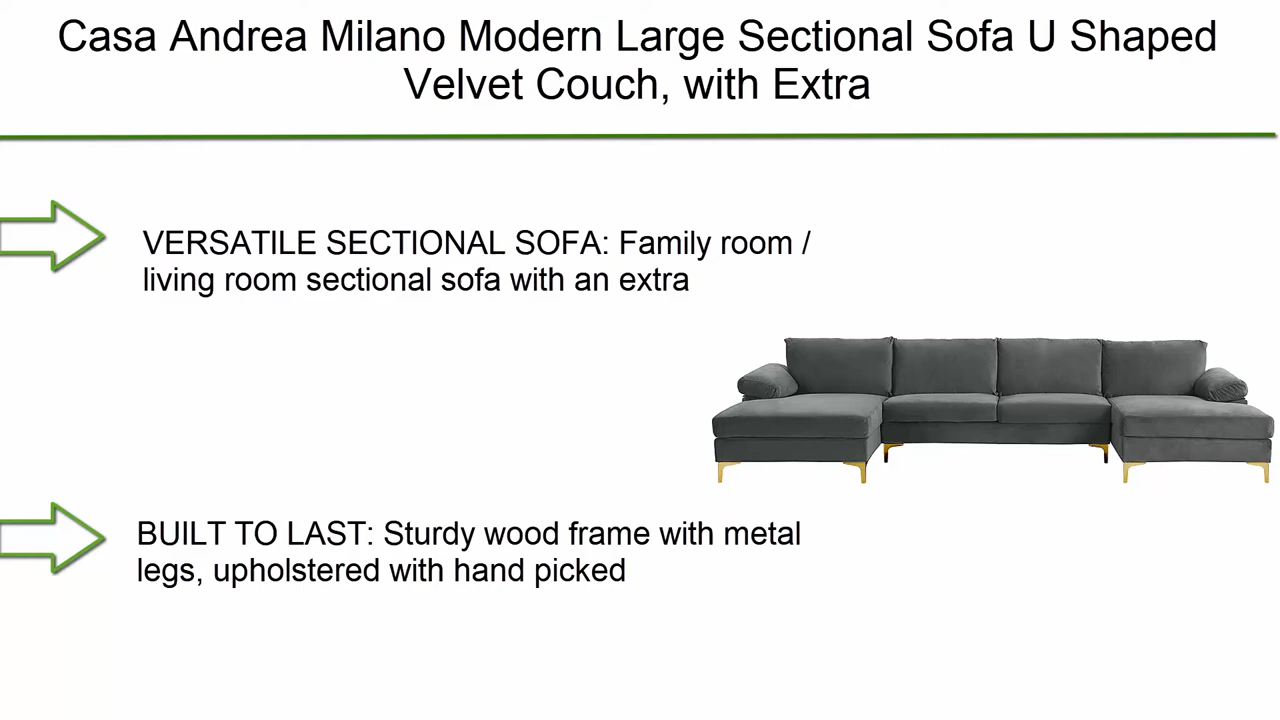 Casa Andrea Milano Modern Large Sectional Sofa U Shaped
Velvet Couch, with Extra
VERSATILE SECTIONAL SOFA: Family room /
living room sectional sofa with an extra
BUILT TO LAST: Sturdy wood frame with metal
legs, upholstered with hand picked